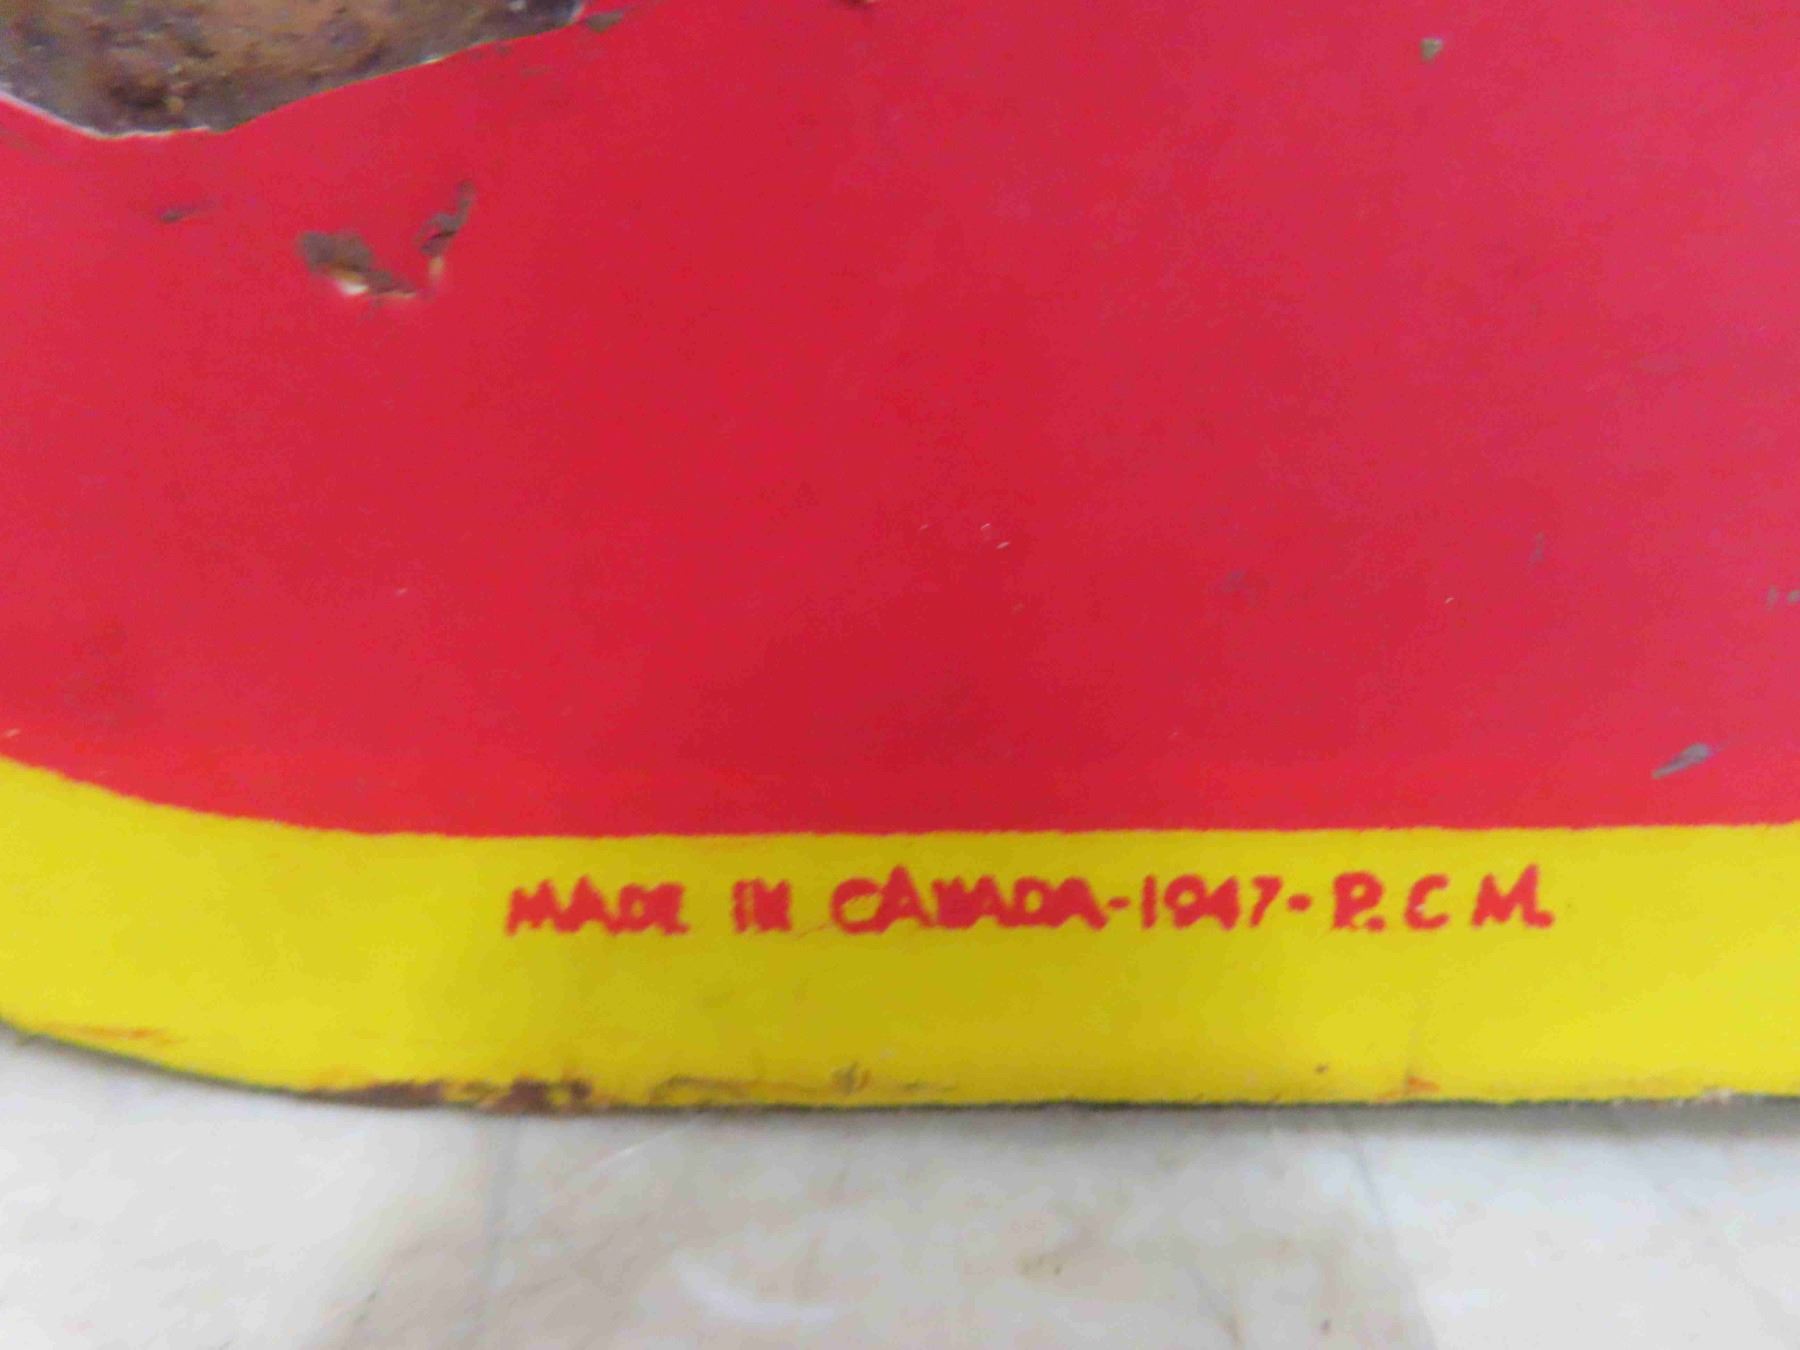 MADE IN CANADA-1947-P.C M.